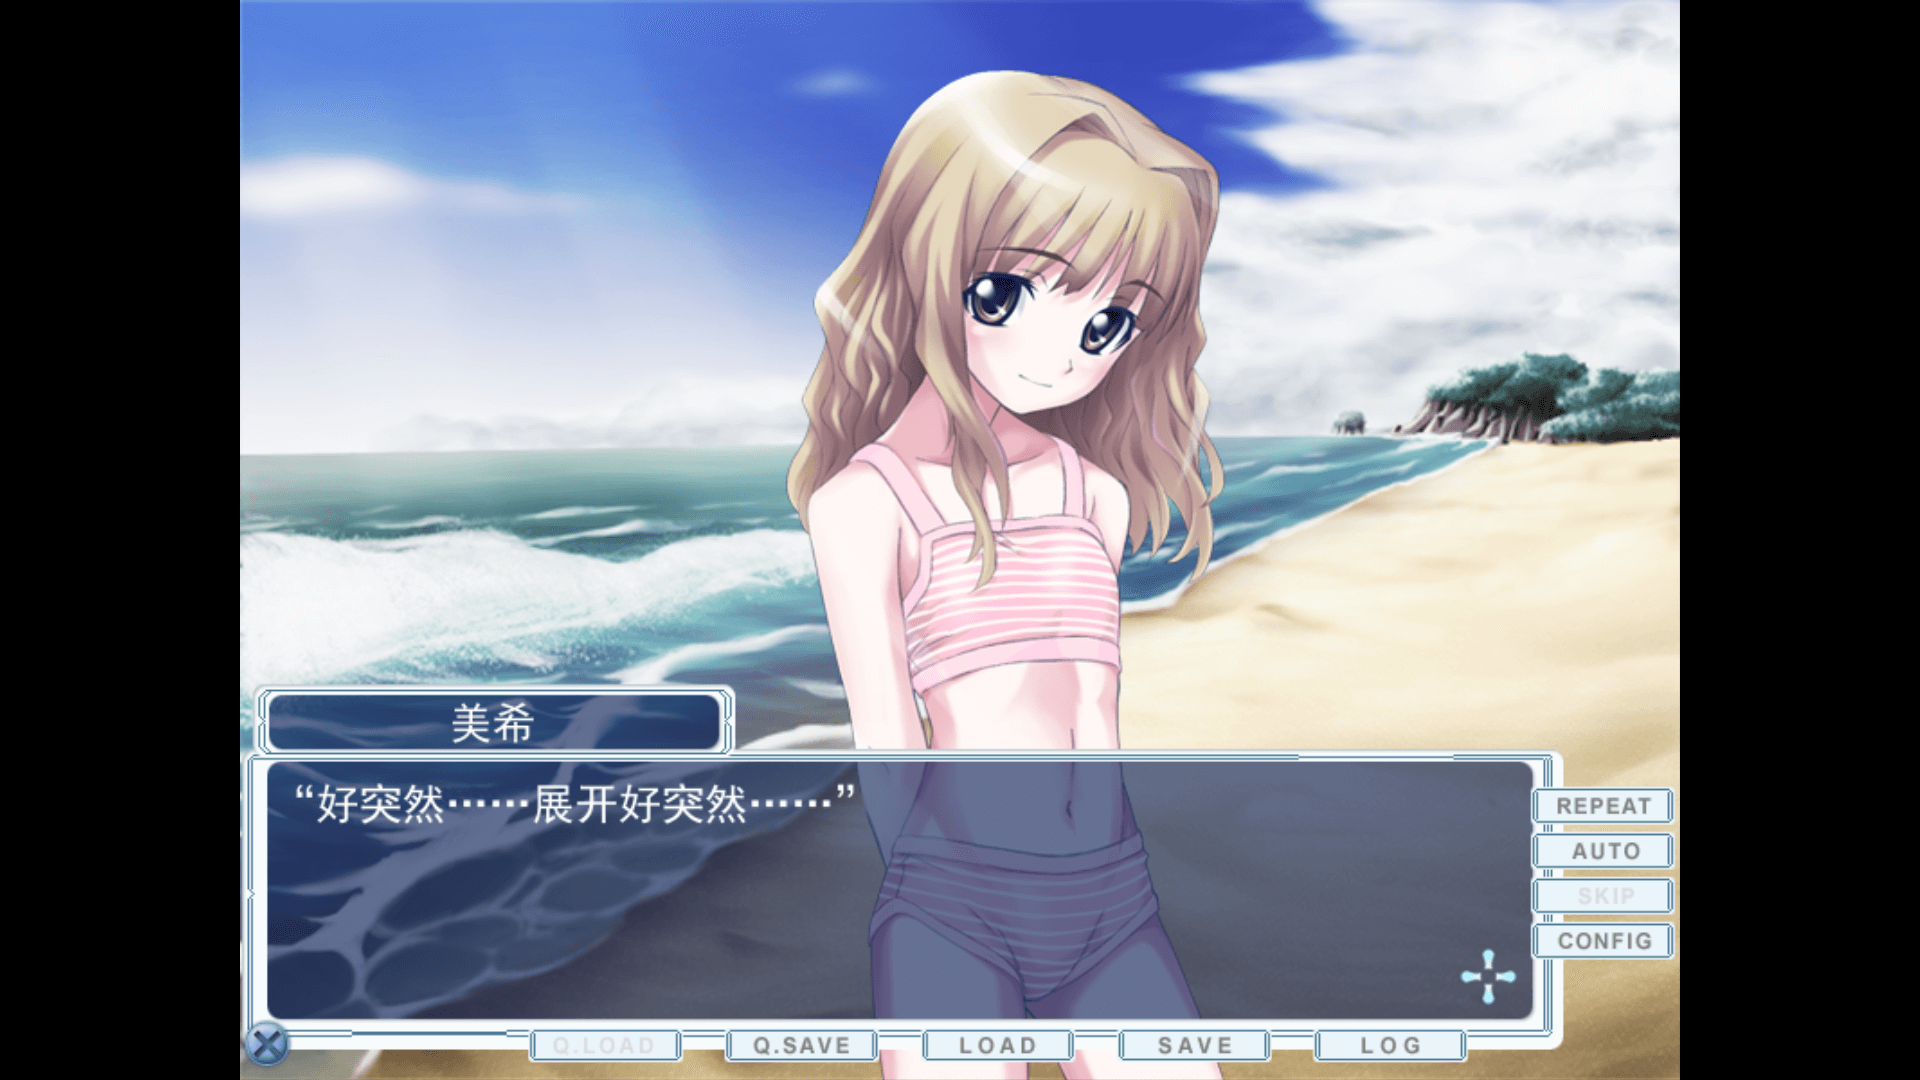 美希
“好突然……展开好突然……”
REPEAT
AUTO
SKIP
CONFIG
Q.LOAD
Q.SAVE
LOAD
SAVE
LOG